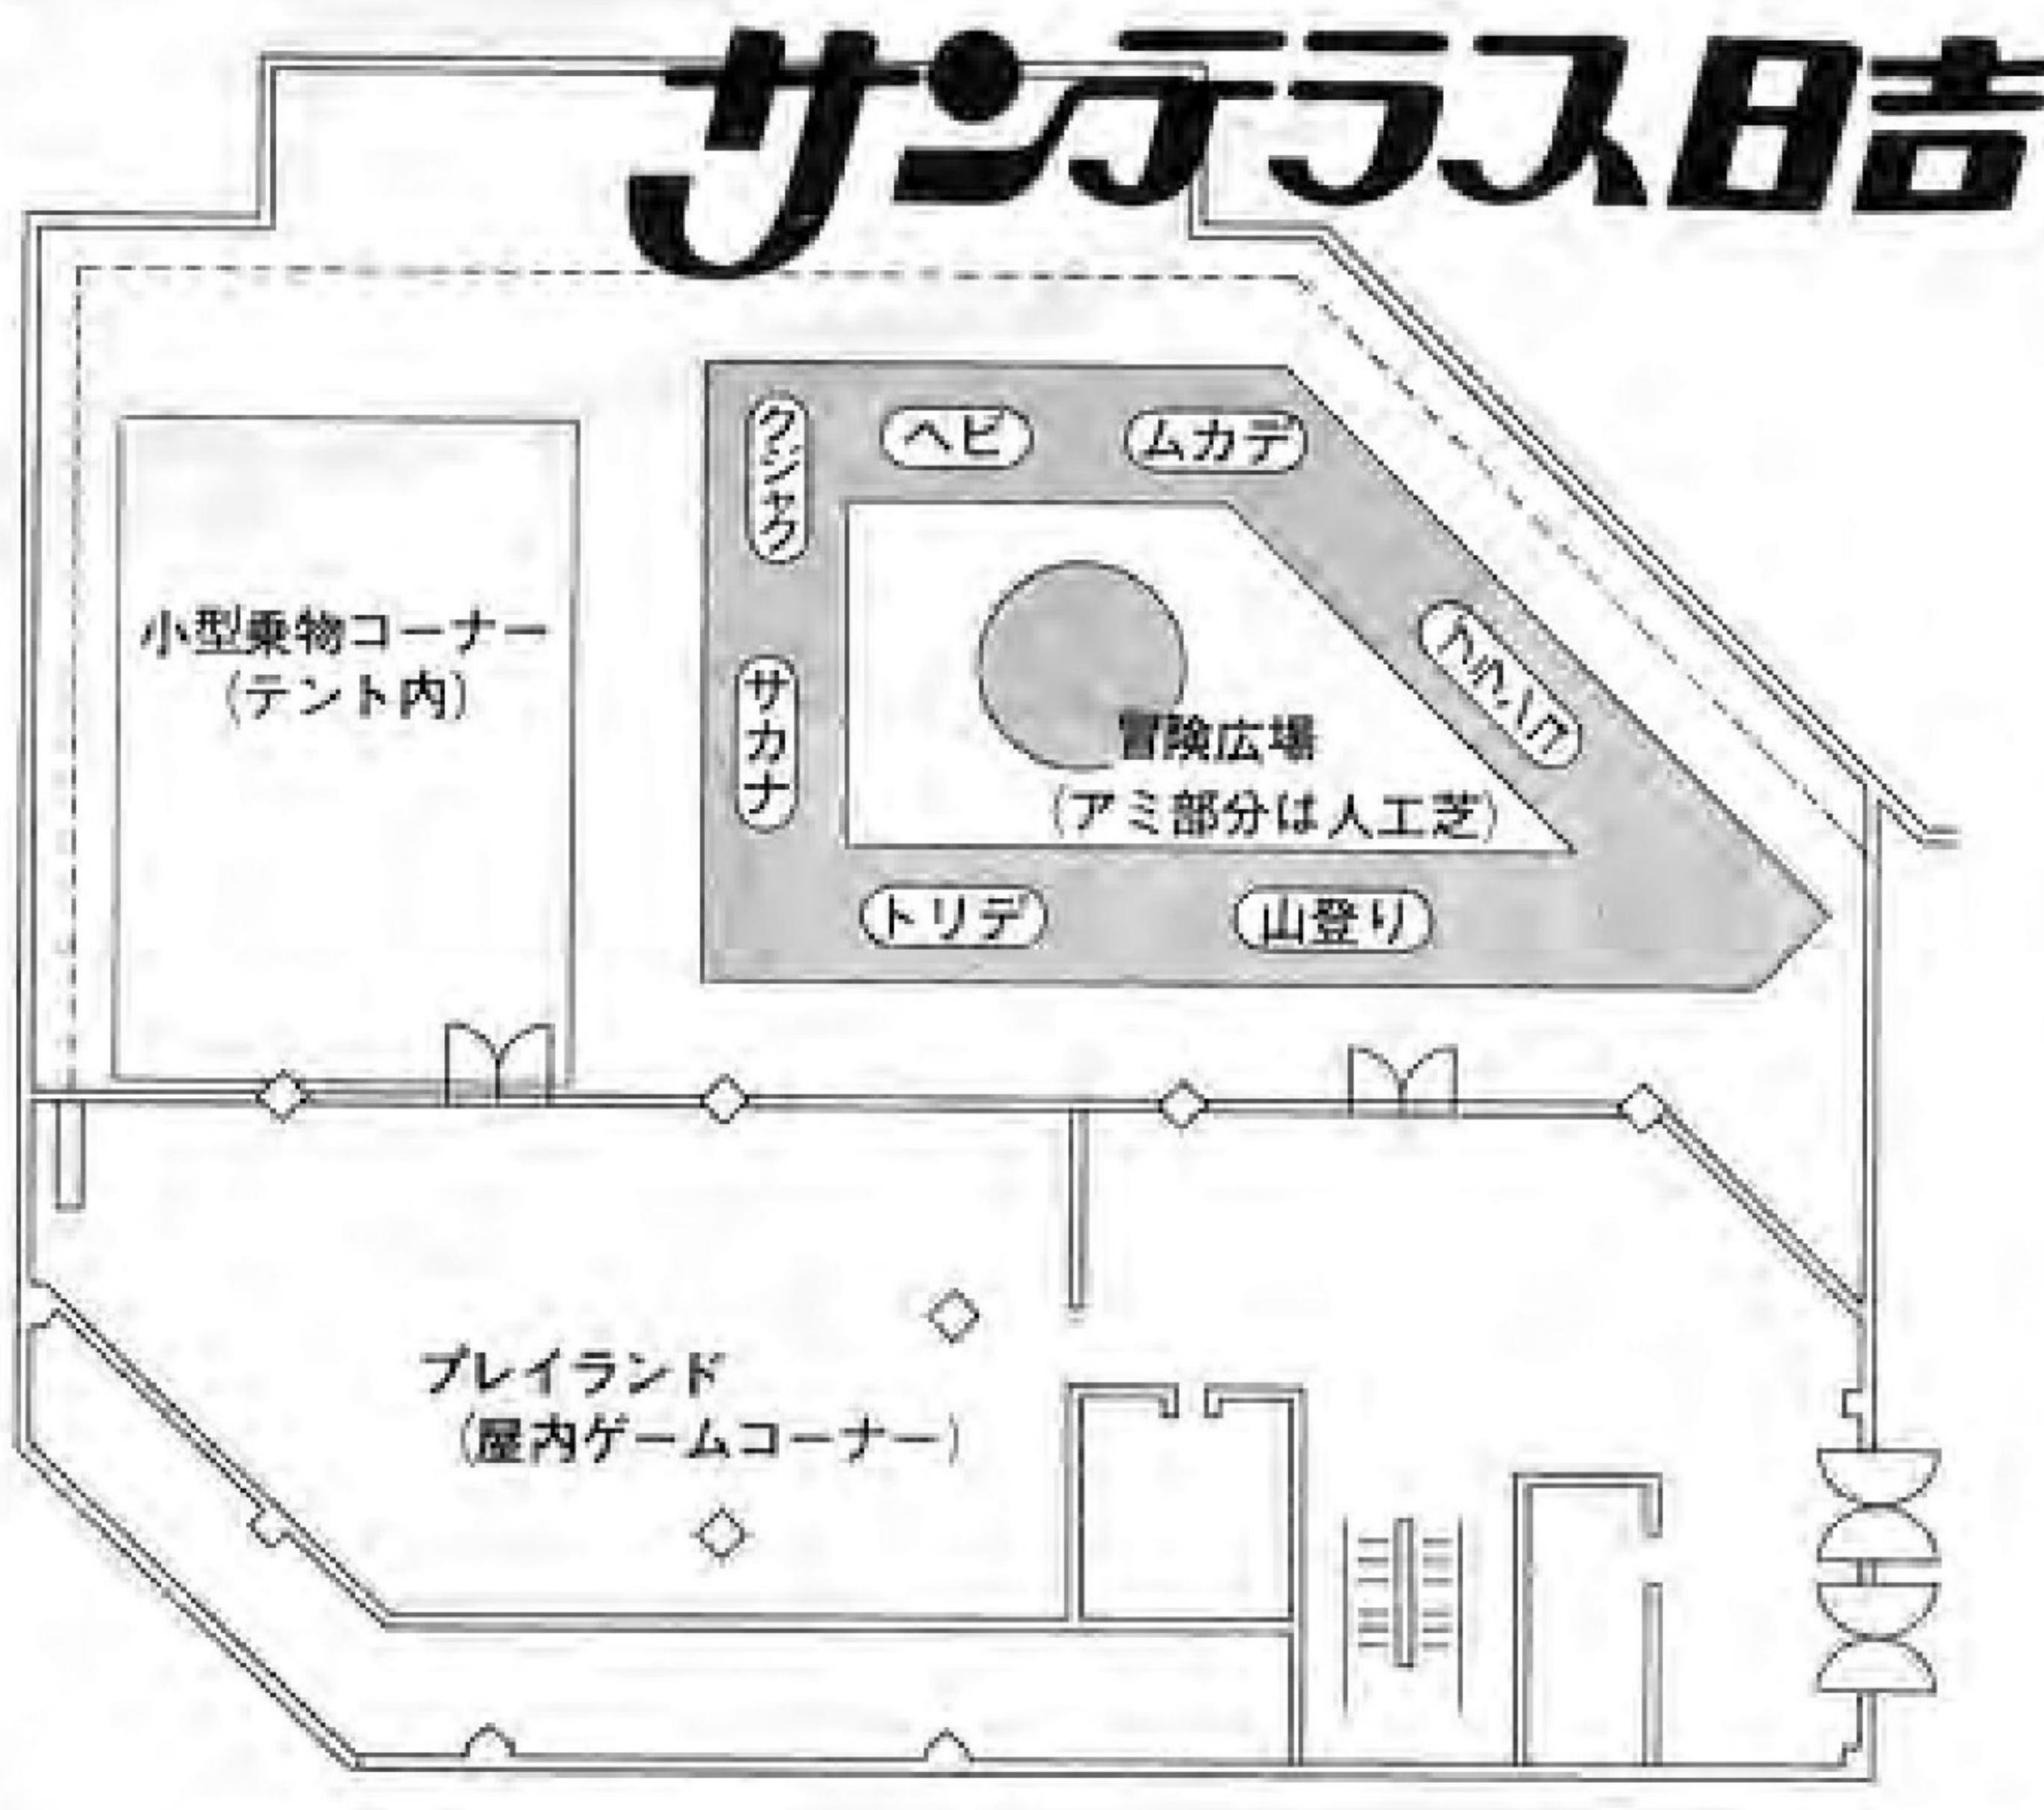 サンテラス日吉
クジャク
ヘビ
ムカデ
小型乗物コーナー
(テント内)
サカナ
冒険広場
(アミ部分は人工芝)
トリデ
山登り
プレイランド
(屋内ゲームコーナー)